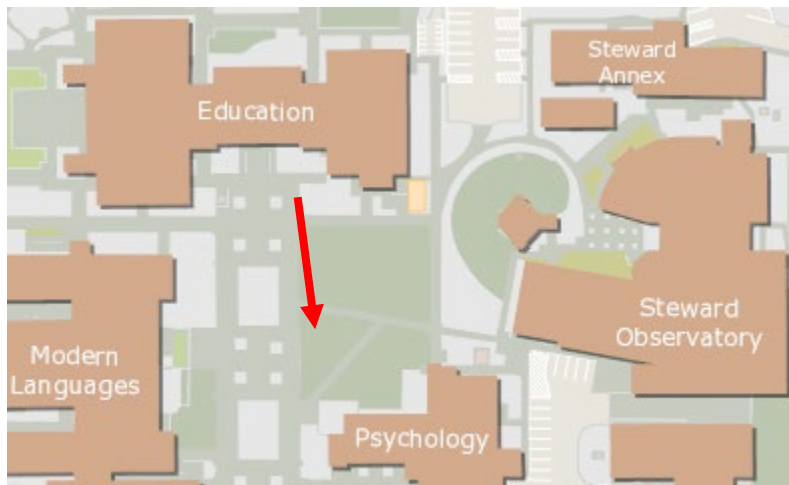 Steward
Annex
Education
Steward
Observatory
Modern
Languages
Psychology